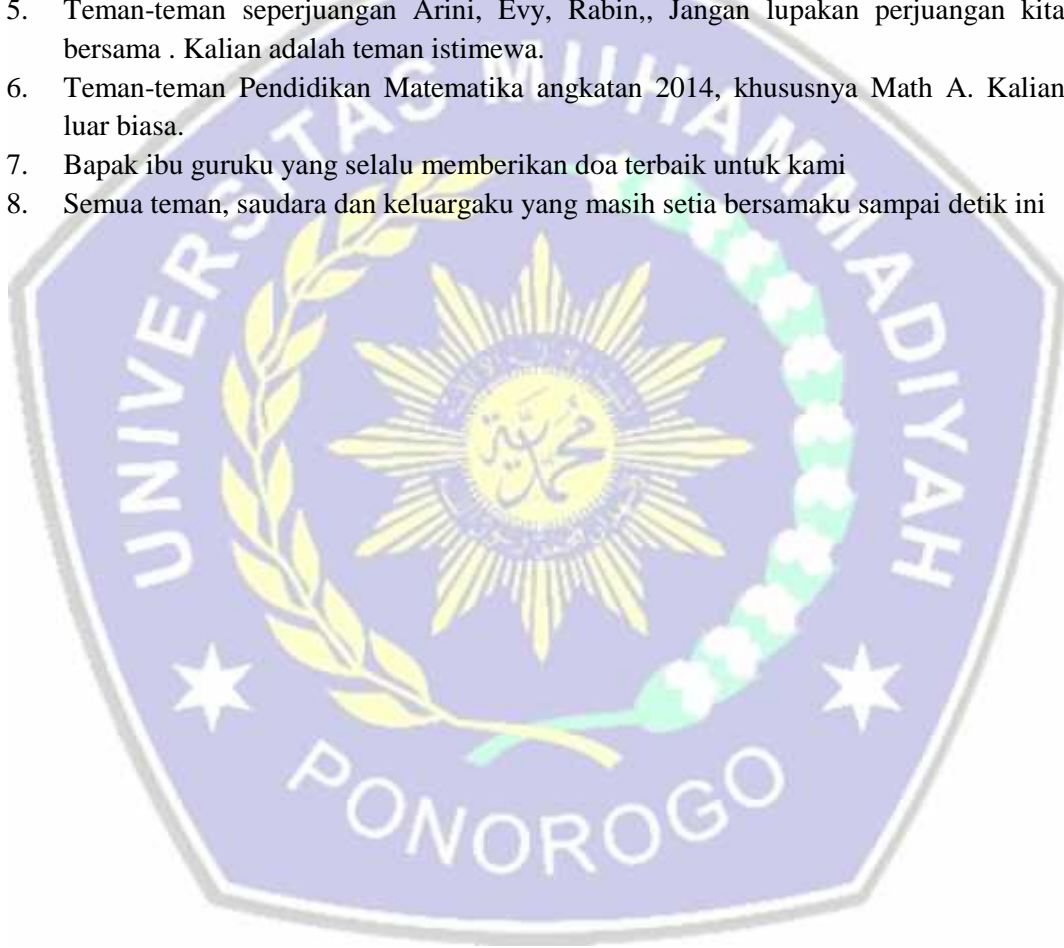 5. Teman-teman seperjuangan Arini, Evy, Rabin,, Jangan lupakan perjuangan kita
bersama . Kalian adalah teman istimewa.
6. Teman-teman Pendidikan Matematika angkatan 2014, khususnya Math A. Kalian
luar biasa.
7. Bapak ibu guruku yang selalu memberikan doa terbaik untuk kami
8. Semua teman, saudara dan keluargaku yang masih setia bersamaku sampai detik ini
UNIVERSITAS MUHAMMADIYAH
محمدية
PONOROGO